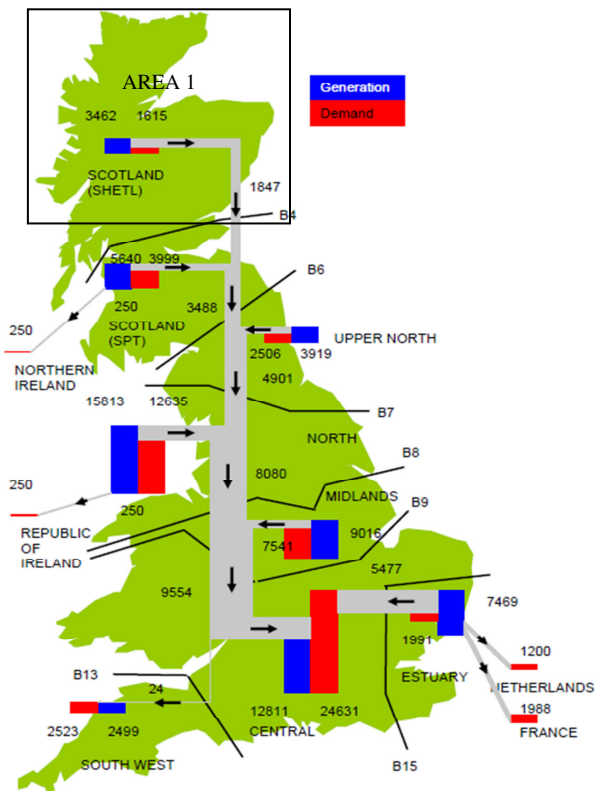 AREA 1
Generation
Demand
3462 1615
SCOTLAND
(SHETL)
1847
B4
5640 3999
B6
250
3488
SCOTLAND
(SPT)
250
UPPER NORTH
2506 3919
NORTHERN
IRELAND
4901
15813 12635
B7
NORTH
B8
8080
250
MIDLANDS
250
B9
REPUBLIC
OF
IRELAND
7541
9016
5477
9554
7469
1991
1200
ESTUARY
NETHERLANDS
B13
24
1988
12811 24631
FRANCE
2523 2499
CENTRAL
SOUTH WEST
B15